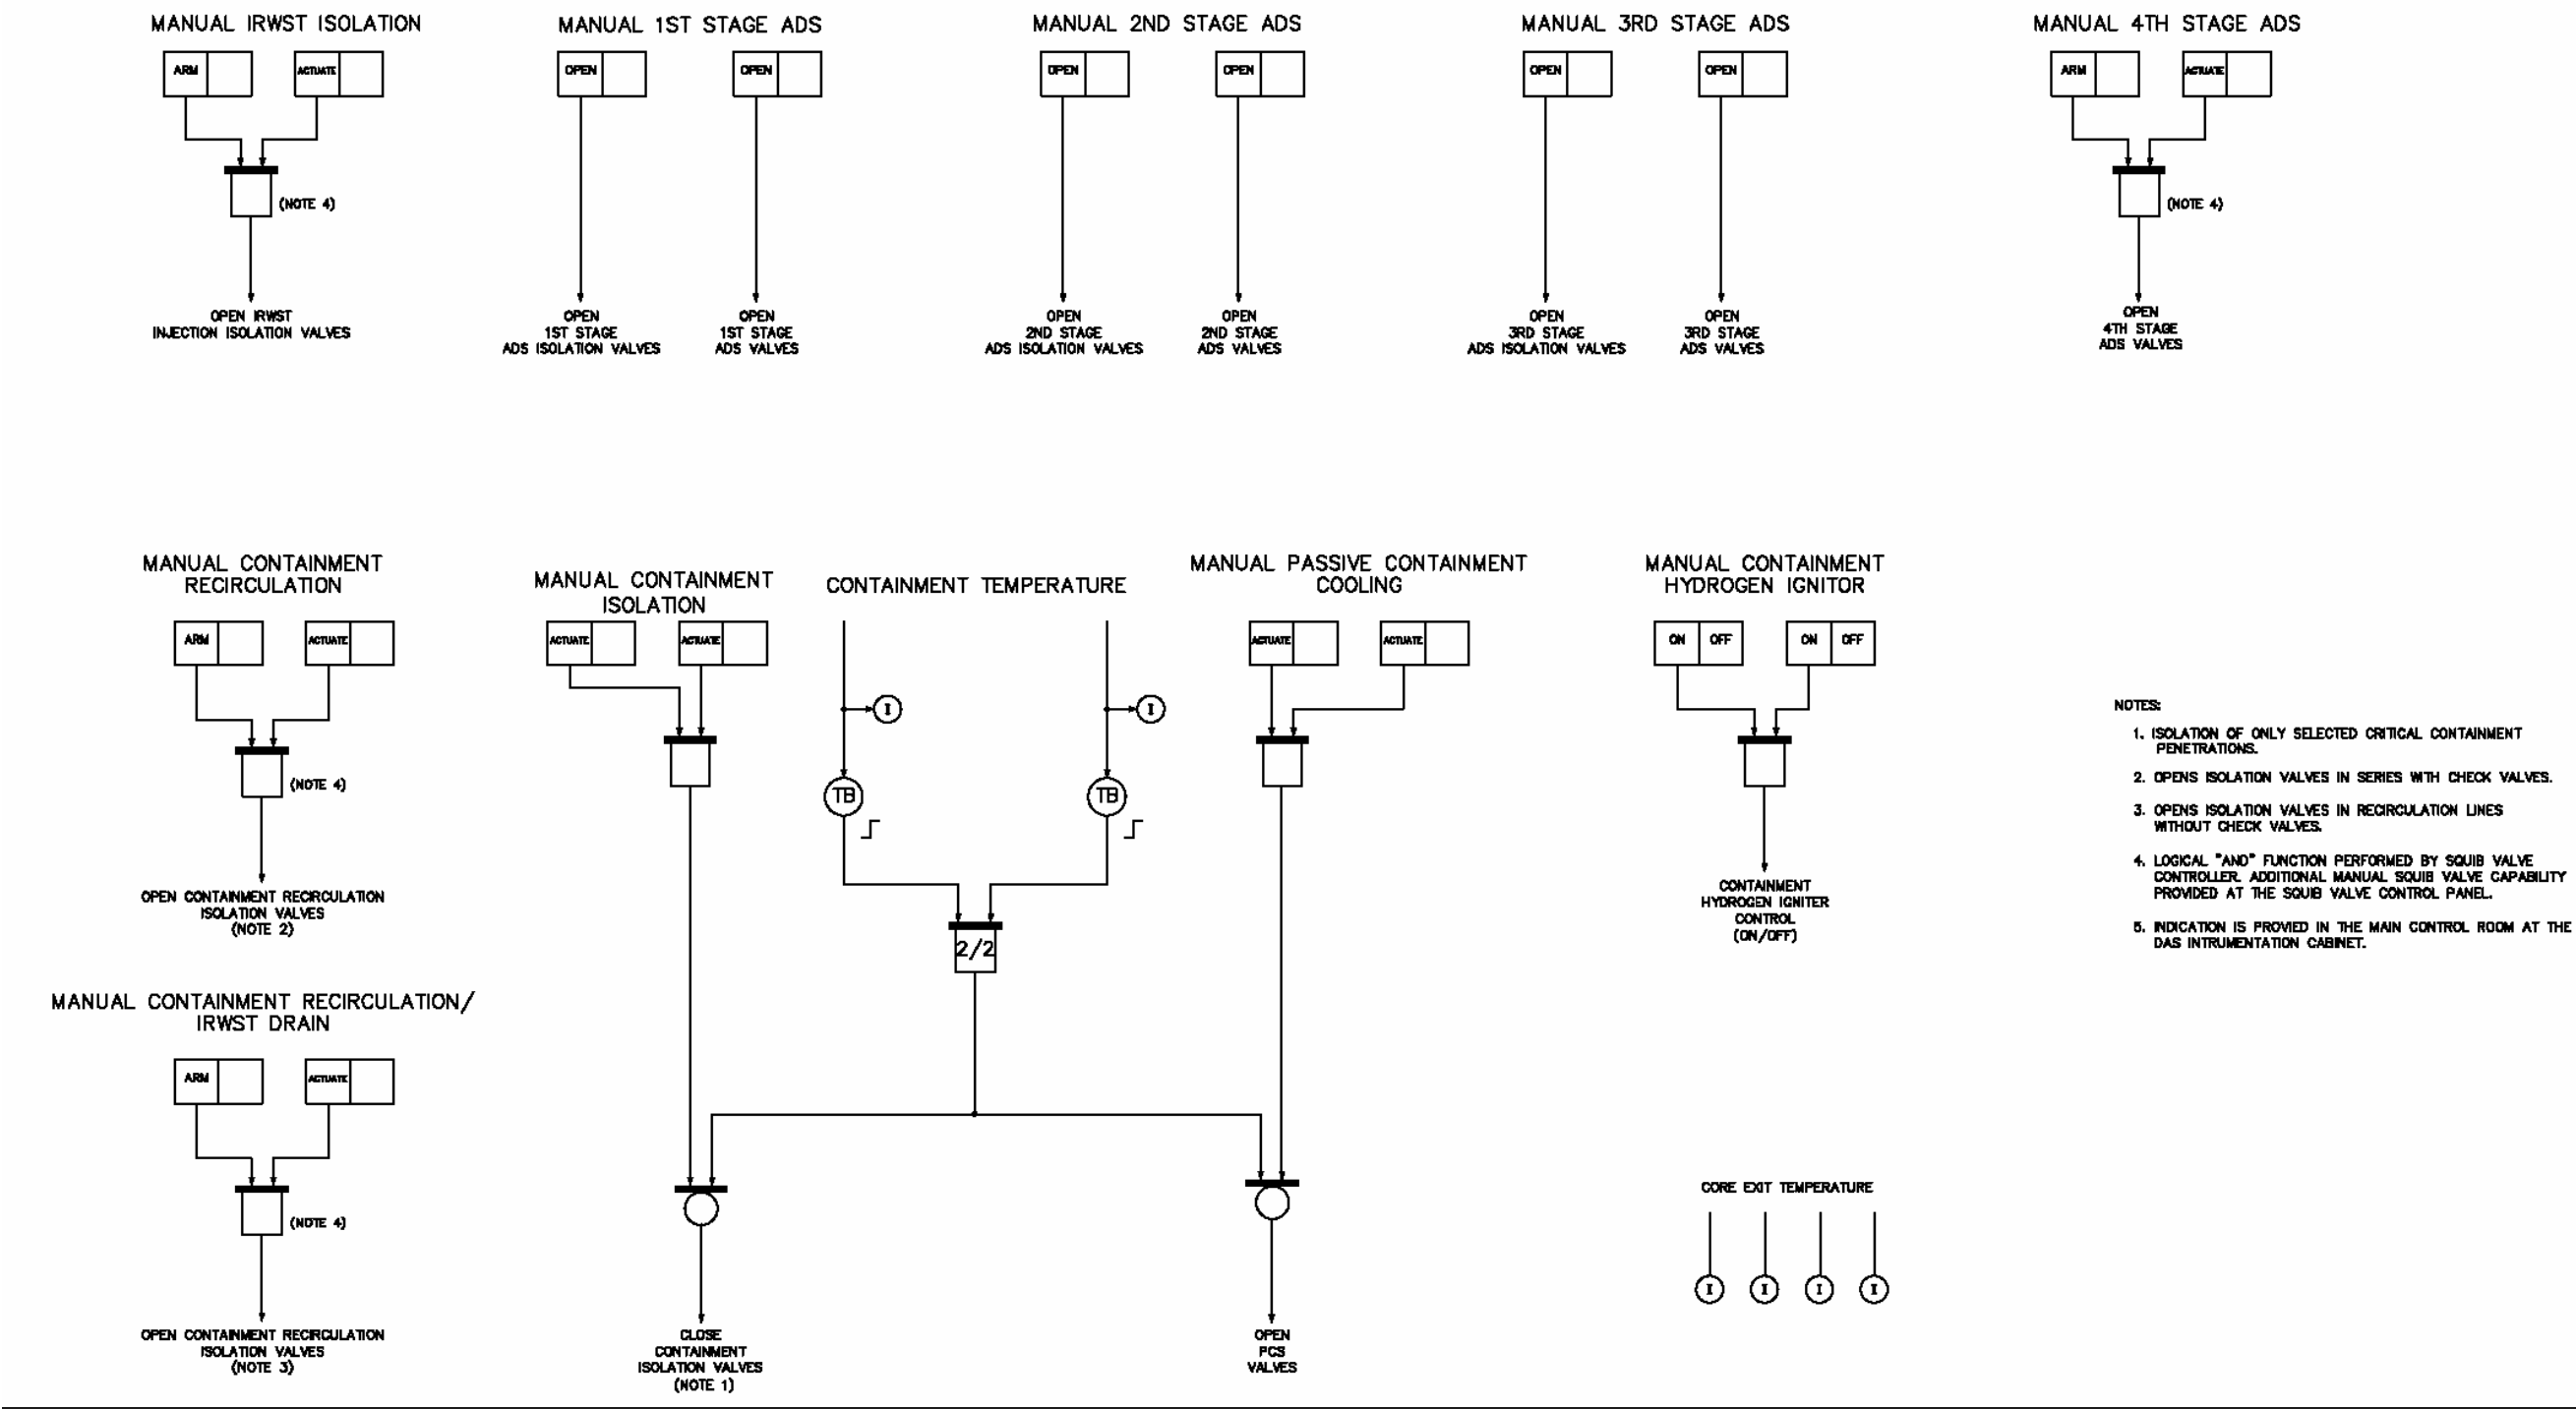 MANUAL IRWST ISOLATION
ARM
ACTUATE
(NOTE 4)
OPEN IRWST
INJECTION ISOLATION VALVES
MANUAL 1ST STAGE ADS
OPEN
OPEN
OPEN
1ST STAGE
ADS ISOLATION VALVES
OPEN
1ST STAGE
ADS VALVES
MANUAL 2ND STAGE ADS
OPEN
OPEN
OPEN
2ND STAGE
ADS ISOLATION VALVES
OPEN
2ND STAGE
ADS VALVES
MANUAL 3RD STAGE ADS
OPEN
OPEN
OPEN
3RD STAGE
ADS ISOLATION VALVES
OPEN
3RD STAGE
ADS VALVES
MANUAL 4TH STAGE ADS
ARM
ACTUATE
(NOTE 4)
OPEN
4TH STAGE
ADS VALVES
MANUAL CONTAINMENT
RECIRCULATION
ARM
ACTUATE
(NOTE 4)
OPEN CONTAINMENT RECIRCULATION
ISOLATION VALVES
(NOTE 2)
MANUAL CONTAINMENT RECIRCULATION/
IRWST DRAIN
ARM
ACTUATE
(NOTE 4)
OPEN CONTAINMENT RECIRCULATION
ISOLATION VALVES
(NOTE 3)
MANUAL CONTAINMENT
ISOLATION
ACTUATE
ACTUATE
CONTAINMENT TEMPERATURE
I
I
TB
TB
2/2
CLOSE
CONTAINMENT
ISOLATION VALVES
(NOTE 1)
MANUAL PASSIVE CONTAINMENT
COOLING
ACTUATE
ACTUATE
OPEN
PCS
VALVES
MANUAL CONTAINMENT
HYDROGEN IGNITOR
ON OFF
ON OFF
CONTAINMENT
HYDROGEN IGNITER
CONTROL
(ON/OFF)
CORE EXIT TEMPERATURE
I I I I
NOTES:
1. ISOLATION OF ONLY SELECTED CRITICAL CONTAINMENT
PENETRATIONS.
2. OPENS ISOLATION VALVES IN SERIES WITH CHECK VALVES.
3. OPENS ISOLATION VALVES IN RECIRCULATION LINES
WITHOUT CHECK VALVES.
4. LOGICAL "AND" FUNCTION PERFORMED BY SQUIB VALVE
CONTROLLER. ADDITIONAL MANUAL SQUIB VALVE CAPABILITY
PROVIDED AT THE SQUIB VALVE CONTROL PANEL.
5. INDICATION IS PROVIED IN THE MAIN CONTROL ROOM AT THE
DAS INTRUMENTATION CABINET.